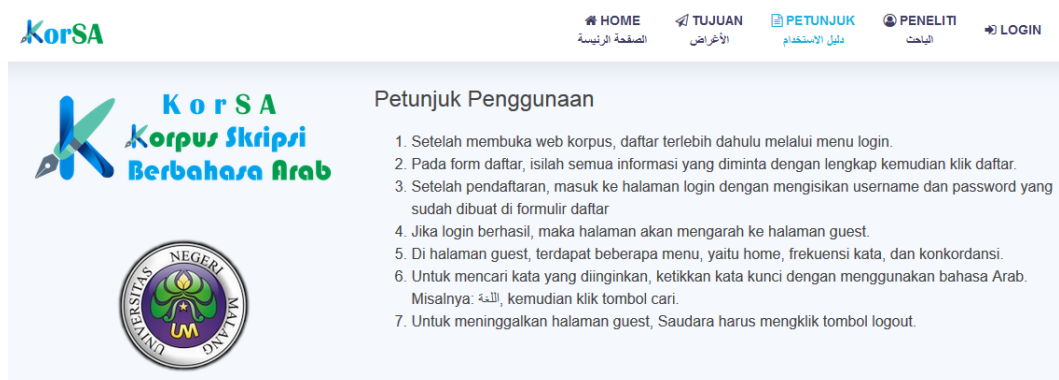 KorSA
HOME
الصفحة الرئيسة
TUJUAN
الأغراض
PETUNJUK
دليل الاستخدام
PENELITI
الباحث
LOGIN
KorSA
Korpus Skripsi
Berbahasa Arab
UNIVERSITAS NEGERI MALANG
UM
Petunjuk Penggunaan
1. Setelah membuka web korpus, daftar terlebih dahulu melalui menu login.
2. Pada form daftar, isilah semua informasi yang diminta dengan lengkap kemudian klik daftar.
3. Setelah pendaftaran, masuk ke halaman login dengan mengisikan username dan password yang
sudah dibuat di formulir daftar
4. Jika login berhasil, maka halaman akan mengarah ke halaman guest.
5. Di halaman guest, terdapat beberapa menu, yaitu home, frekuensi kata, dan konkordansi.
6. Untuk mencari kata yang diinginkan, ketikkan kata kunci dengan menggunakan bahasa Arab.
Misalnya: اللغة, kemudian klik tombol cari.
7. Untuk meninggalkan halaman guest, Saudara harus mengklik tombol logout.